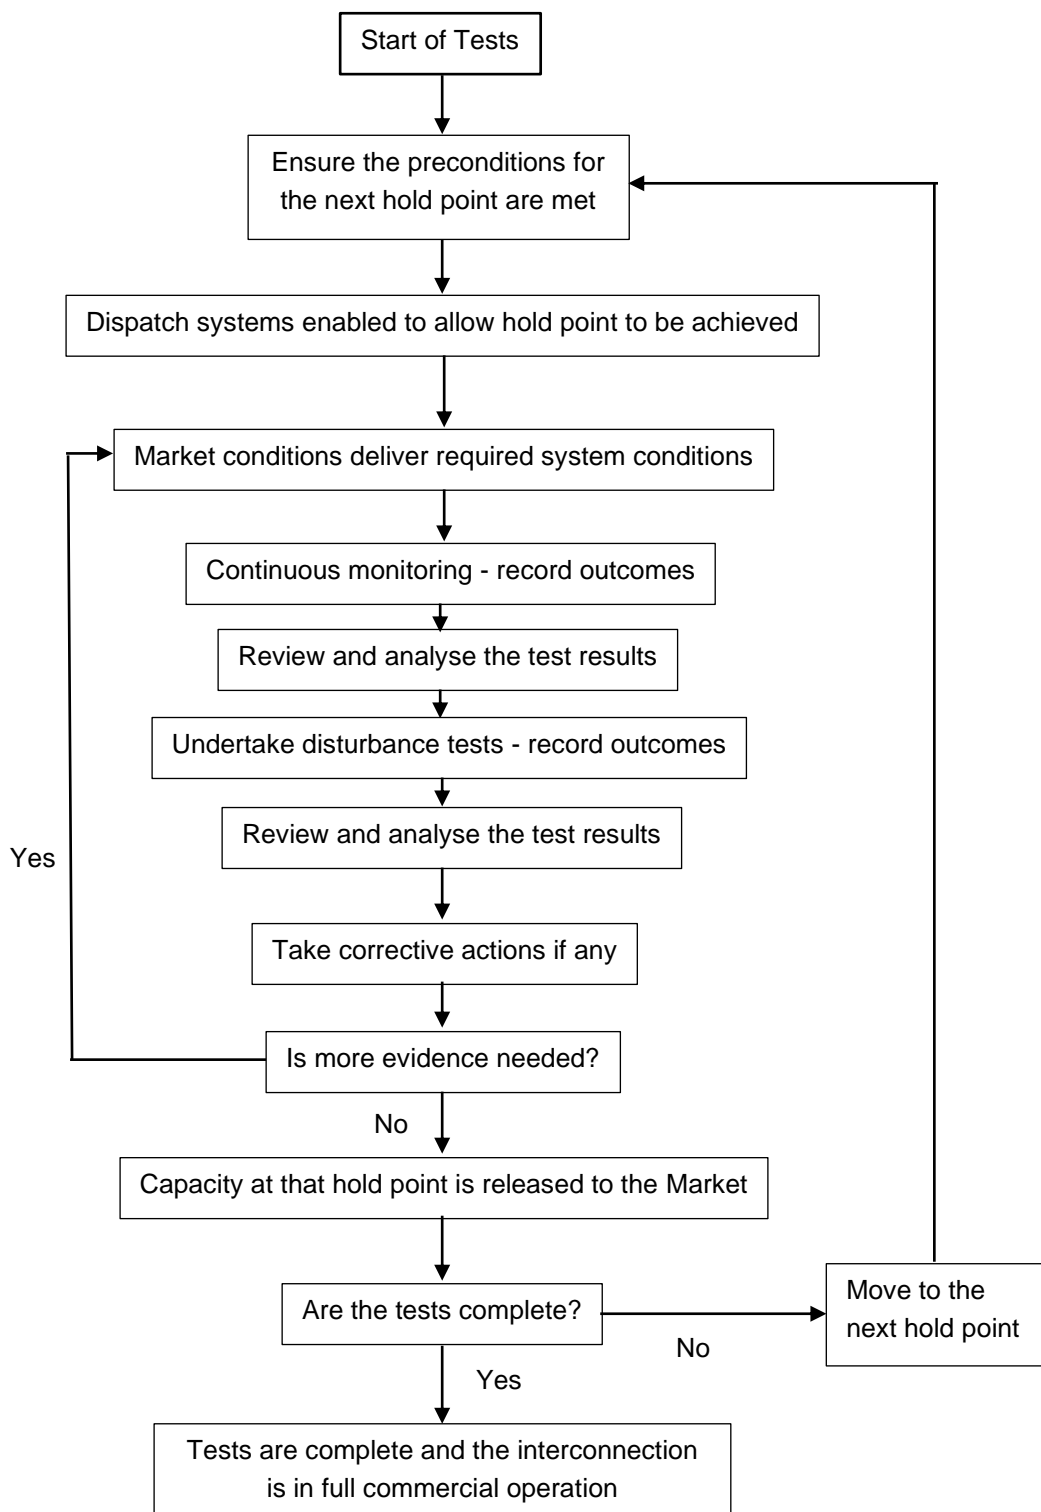 Start of Tests
Ensure the preconditions for
the next hold point are met
Dispatch systems enabled to allow hold point to be achieved
Market conditions deliver required system conditions
Continuous monitoring - record outcomes
Review and analyse the test results
Undertake disturbance tests - record outcomes
Review and analyse the test results
Yes
Take corrective actions if any
Is more evidence needed?
No
Capacity at that hold point is released to the Market
Are the tests complete?
No
Move to the
next hold point
Yes
Tests are complete and the interconnection
is in full commercial operation